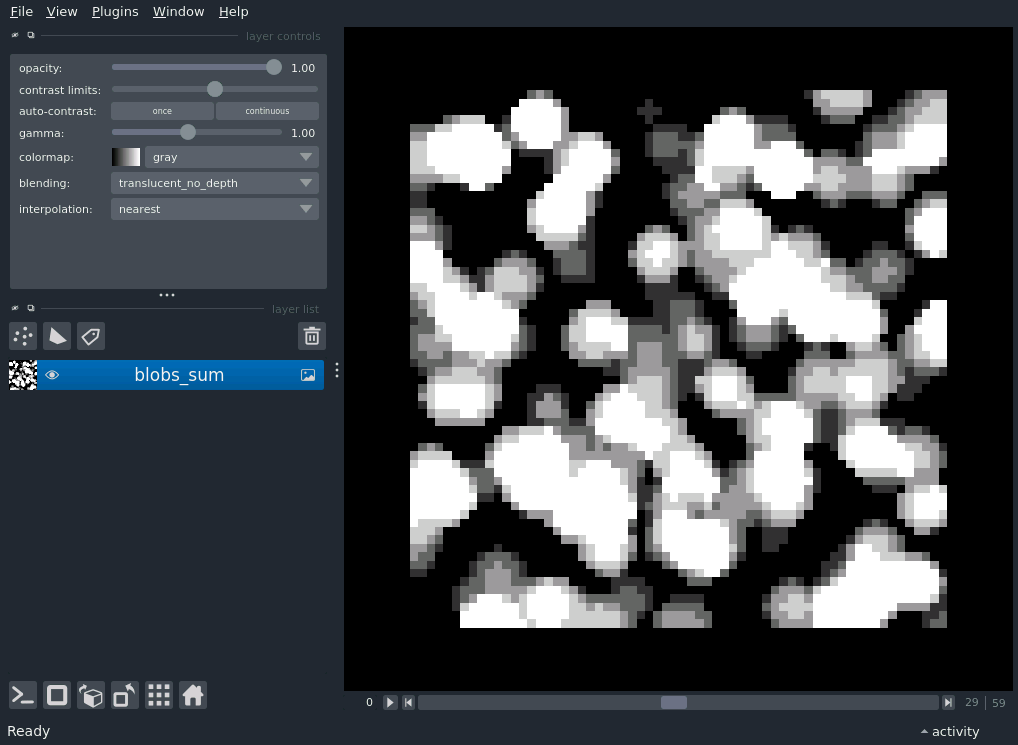 File View Plugins Window Help
layer controls
opacity: 1.00
contrast limits:
auto-contrast: once continuous
gamma: 1.00
colormap: gray
blending: translucent_no_depth
interpolation: nearest
layer list
blobs_sum
0 29 59
Ready activity